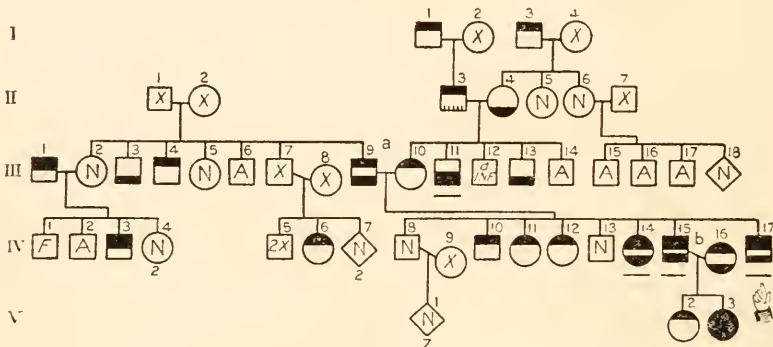 1 2 3 4
I
X X
1 2 3 4 5 6 7
II
X X N N X
1 2 3 4 5 6 7 8 9 a 10 11 12 13 14 15 16 17 18
III
N N A X X d INF A A A A N
1 2 3 4 5 6 7 8 9 10 11 12 13 14 15 b 16 17
IV
F A N 2X N N X N
2 2
1 2 3
V
N
7